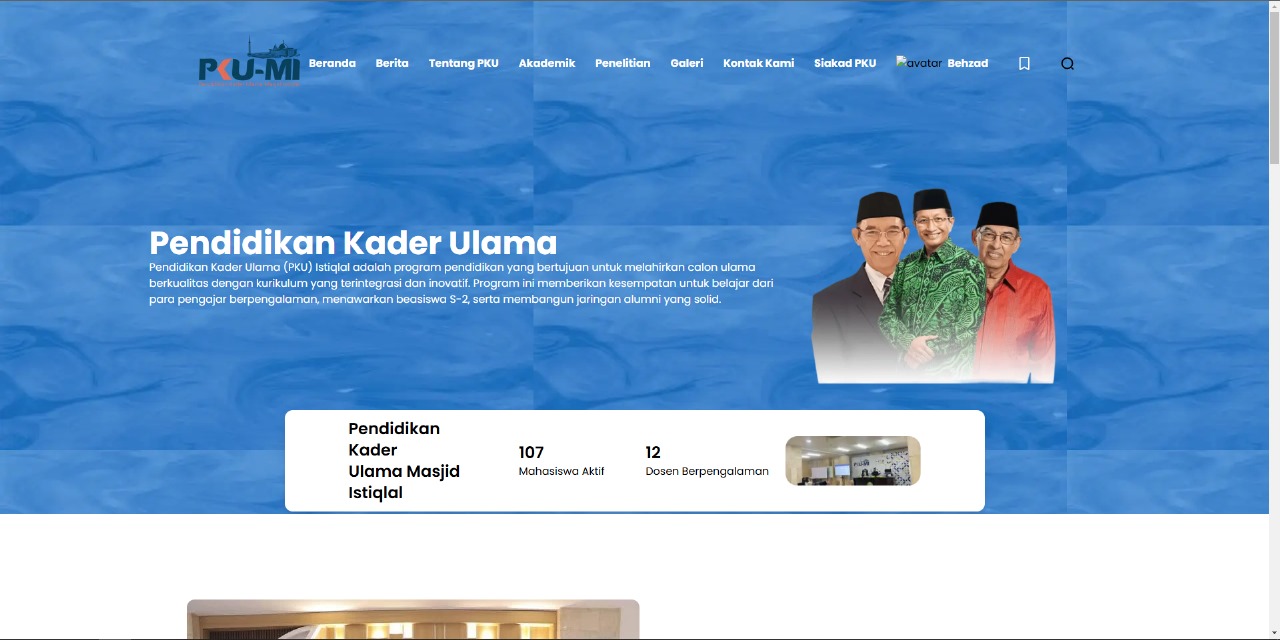 PKU-MI
Beranda Berita Tentang PKU Akademik Penelitian Galeri Kontak Kami Siakad PKU avatar Behzad
Pendidikan Kader Ulama
Pendidikan Kader Ulama (PKU) Istiqlal adalah program pendidikan yang bertujuan untuk melahirkan calon ulama
berkualitas dengan kurikulum yang terintegrasi dan inovatif. Program ini memberikan kesempatan untuk belajar dari
para pengajar berpengalaman, menawarkan beasiswa S-2, serta membangun jaringan alumni yang solid.
Pendidikan
Kader
Ulama Masjid
Istiqlal
107
Mahasiswa Aktif
12
Dosen Berpengalaman